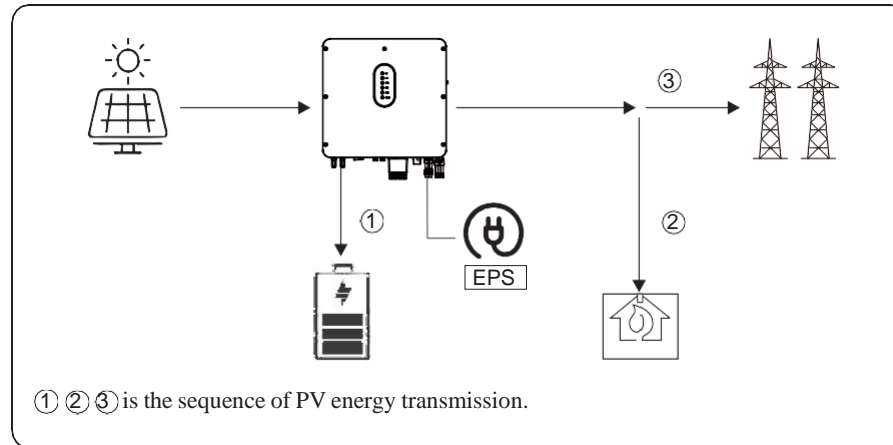 ③
①
②
EPS
① ② ③ is the sequence of PV energy transmission.